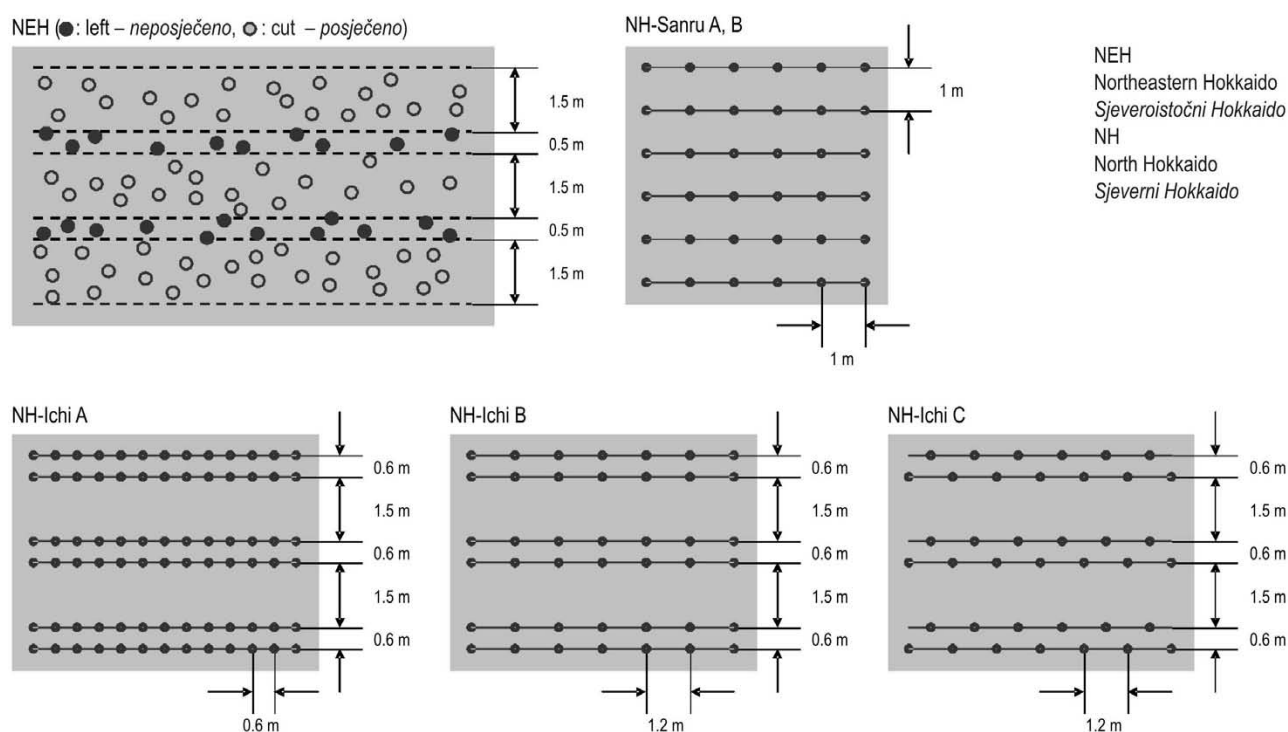 NEH (●: left – neposječeno, ○: cut – posječeno)
1.5 m
0.5 m
1.5 m
0.5 m
1.5 m
NH-Sanru A, B
1 m
1 m
NEH
Northeastern Hokkaido
Sjeveroistočni Hokkaido
NH
North Hokkaido
Sjeverni Hokkaido
NH-Ichi A
0.6 m
1.5 m
0.6 m
1.5 m
0.6 m
0.6 m
NH-Ichi B
0.6 m
1.5 m
0.6 m
1.5 m
0.6 m
1.2 m
NH-Ichi C
0.6 m
1.5 m
0.6 m
1.5 m
0.6 m
1.2 m